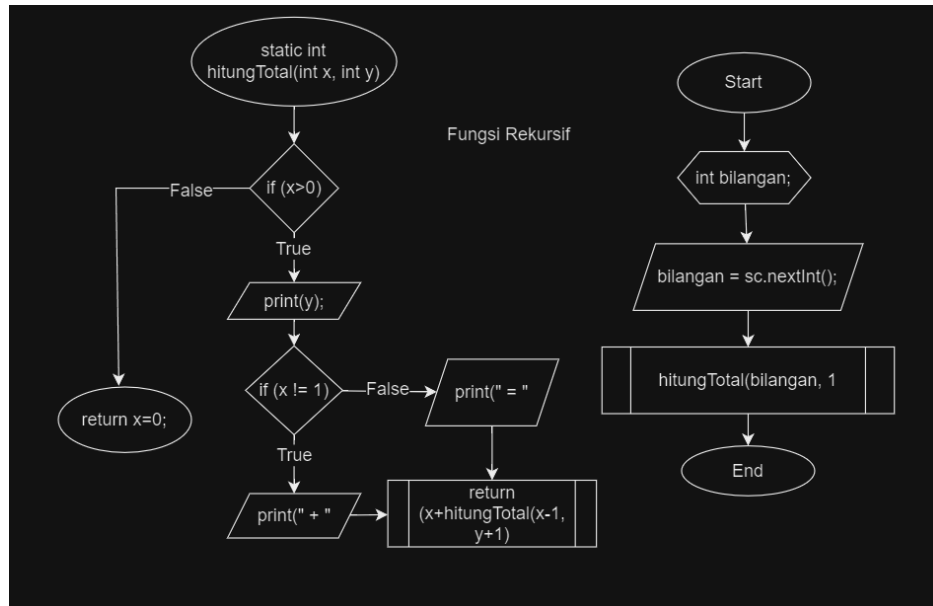 static int
hitungTotal(int x, int y)
Fungsi Rekursif
if (x>0)
False
True
print(y);
if (x != 1)
False
print(" = "
return x=0;
True
print(" + "
return
(x+hitungTotal(x-1,
y+1)
Start
int bilangan;
bilangan = sc.nextInt();
hitungTotal(bilangan, 1
End